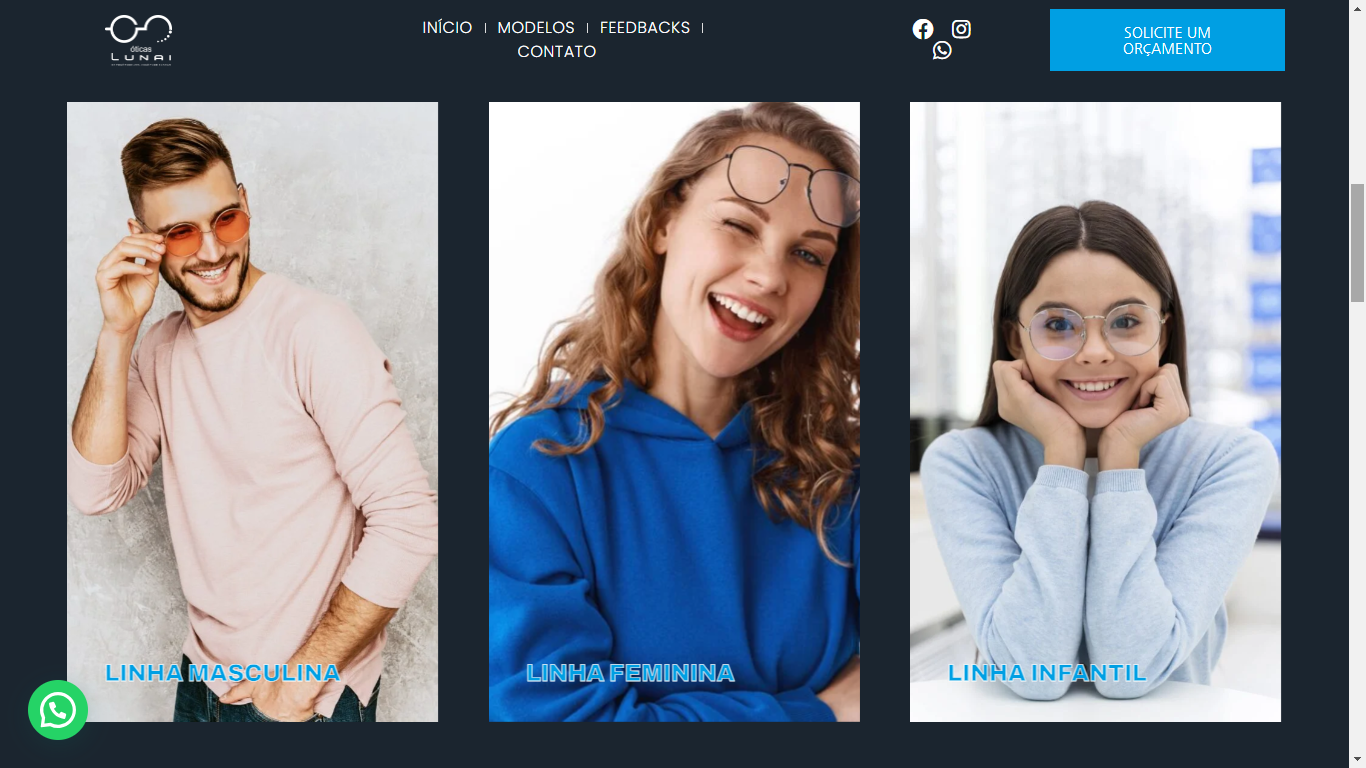 óticas
LUNAI
INÍCIO
MODELOS
FEEDBACKS
CONTATO
SOLICITE UM
ORÇAMENTO
LINHA MASCULINA
LINHA FEMININA
LINHA INFANTIL